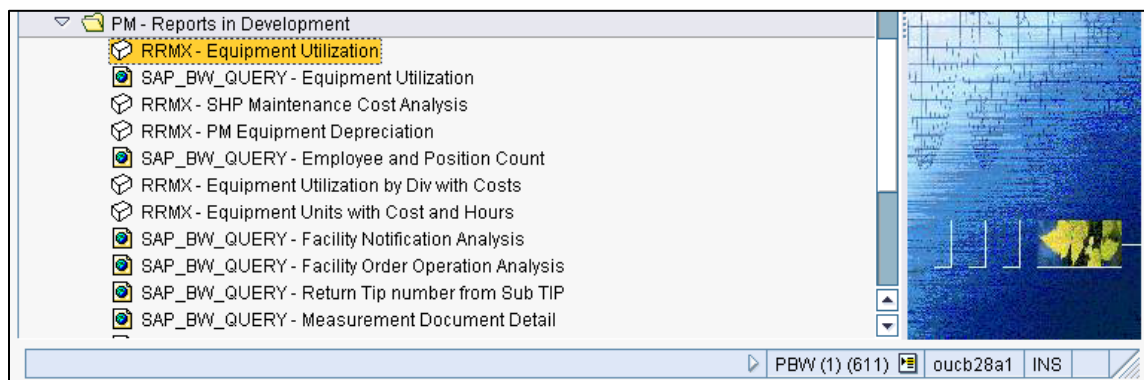 PM - Reports in Development
RRMX - Equipment Utilization
SAP_BW_QUERY - Equipment Utilization
RRMX - SHP Maintenance Cost Analysis
RRMX - PM Equipment Depreciation
SAP_BW_QUERY - Employee and Position Count
RRMX - Equipment Utilization by Div with Costs
RRMX - Equipment Units with Cost and Hours
SAP_BW_QUERY - Facility Notification Analysis
SAP_BW_QUERY - Facility Order Operation Analysis
SAP_BW_QUERY - Return Tip number from Sub TIP
SAP_BW_QUERY - Measurement Document Detail
PBW (1) (611) oucb28a1 INS